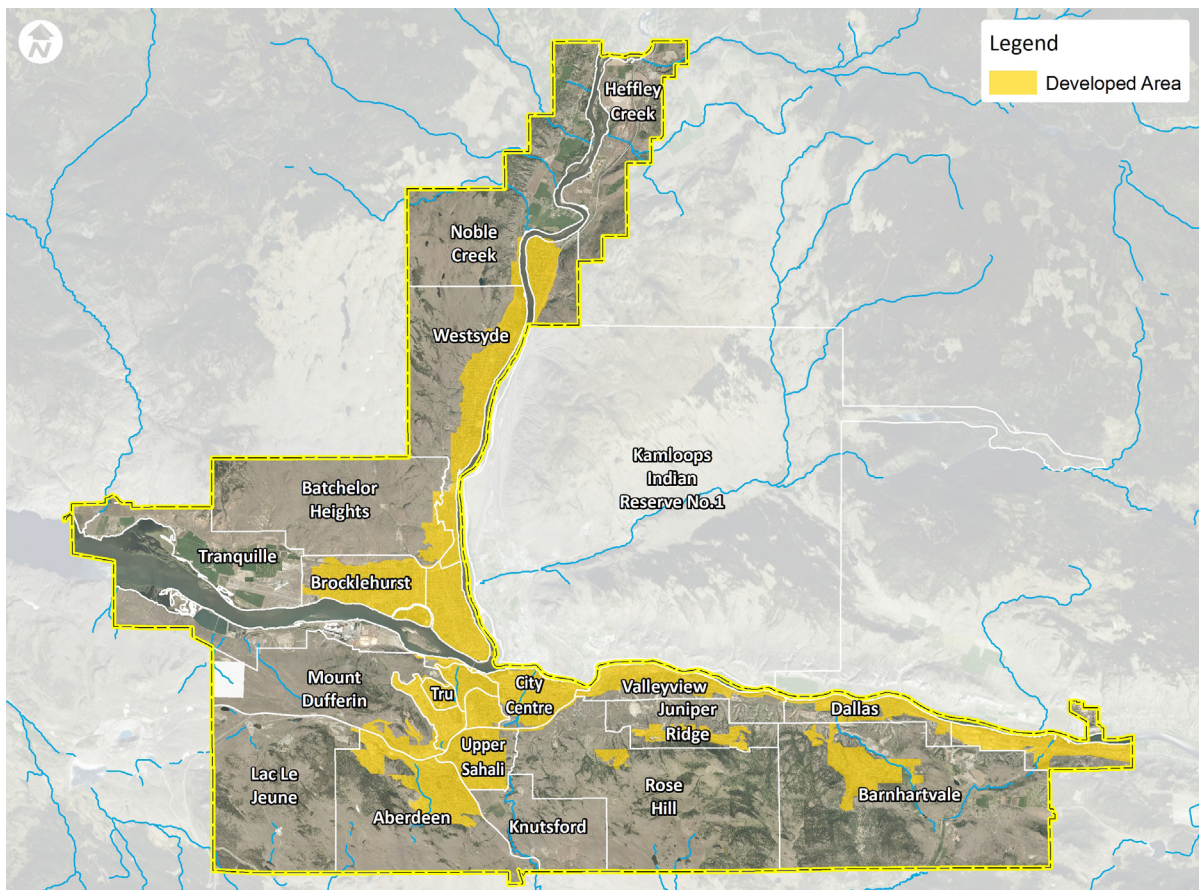 N
Legend
Developed Area
Heffley
Creek
Noble
Creek
Westsyde
Kamloops
Indian
Reserve No.1
Batchelor
Heights
Tranquille
Brocklehurst
Mount
Dufferin
Tru
City
Centre
Valleyview
Juniper
Ridge
Dallas
Upper
Sahali
Lac Le
Jeune
Rose
Hill
Barnhartvale
Aberdeen
Knutsford